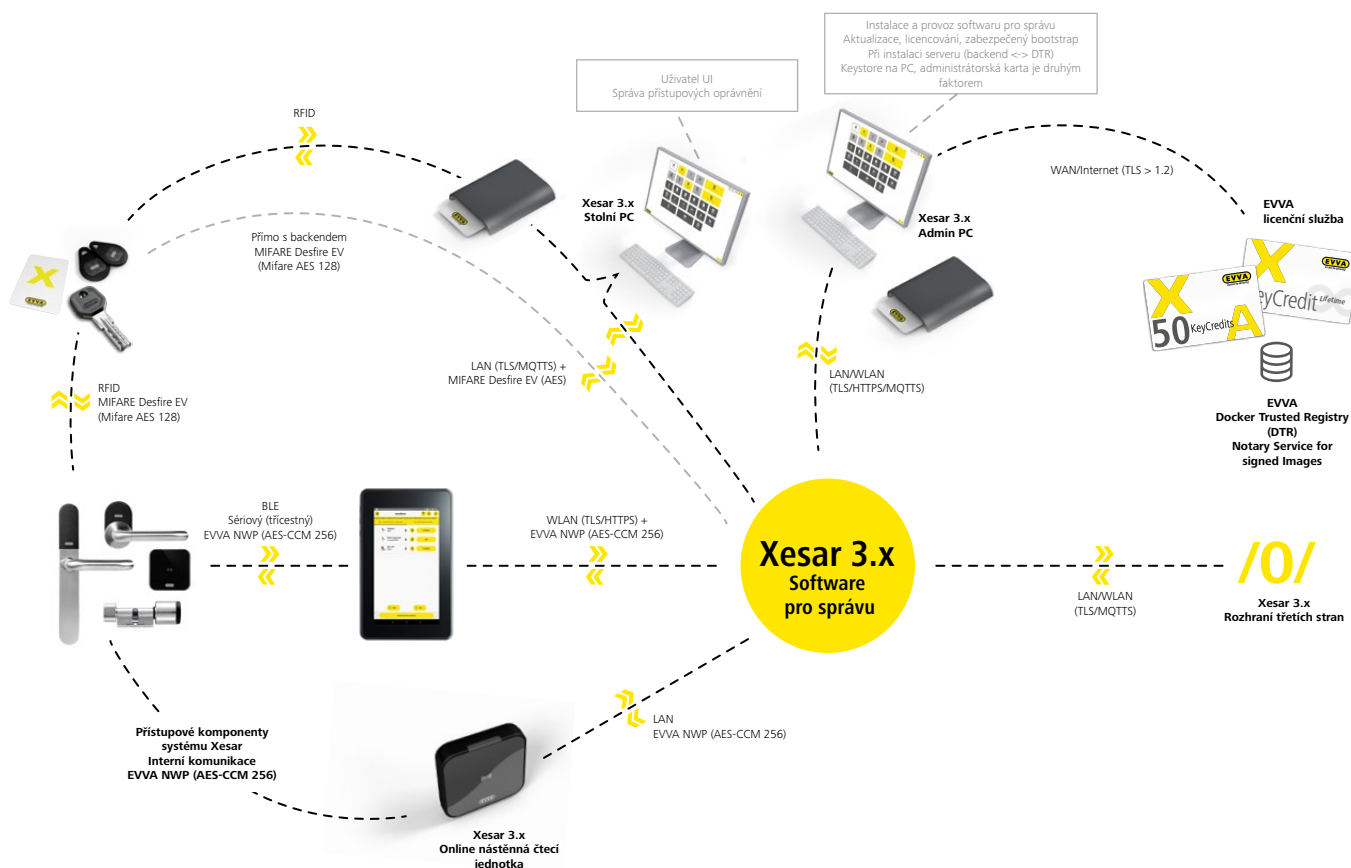 Instalace a provoz softwaru pro správu
Aktualizace, licencování, zabezpečený bootstrap
Při instalaci serveru (backend <-> DTR)
Keystore na PC, administrátorská karta je druhým
faktorem
Uživatel UI
Správa přístupových oprávnění
RFID
WAN/Internet (TLS > 1.2)
Xesar 3.x
Stolní PC
Xesar 3.x
Admin PC
EVVA
licenční služba
Přímo s backendem
MIFARE Desfire EV
(Mifare AES 128)
EVVA
EVVA
EVVA
X
EVVA
KeyCredit Lifetime
X
50 KeyCredits
EVVA
LAN (TLS/MQTTS) +
MIFARE Desfire EV (AES)
LAN/WLAN
(TLS/HTTPS/MQTTS)
RFID
MIFARE Desfire EV
(Mifare AES 128)
EVVA
Docker Trusted Registry
(DTR)
Notary Service for
signed Images
BLE
Sériový (třícestný)
EVVA NWP (AES-CCM 256)
WLAN (TLS/HTTPS) +
EVVA NWP (AES-CCM 256)
Xesar 3.x
Software
pro správu
/0/
LAN/WLAN
(TLS/MQTTS)
Xesar 3.x
Rozhraní třetích stran
LAN
EVVA NWP (AES-CCM 256)
Přístupové komponenty
systému Xesar
Interní komunikace
EVVA NWP (AES-CCM 256)
EVVA
Xesar 3.x
Online nástěnná čtecí
jednotka